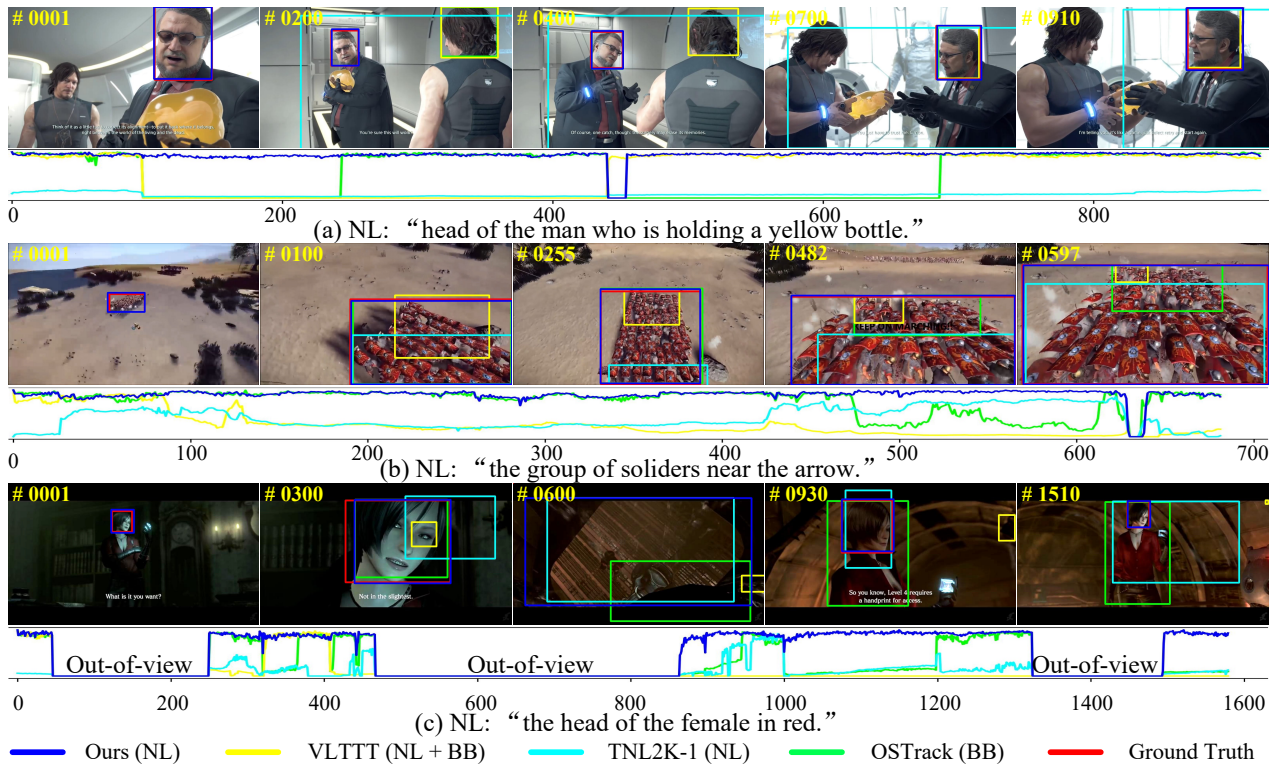 # 0001 # 0200 # 0400 # 0700 # 0910
0 200 400 600 800
(a) NL: “head of the man who is holding a yellow bottle.”
# 0001 # 0100 # 0255 # 0482 # 0597
KEEP ON MARCHING!!
0 100 200 300 400 500 600 700
(b) NL: “the group of soliders near the arrow.”
# 0001 # 0300 # 0600 # 0930 # 1510
What is it you want? Not in the slightest. So you know, Level 4 requires
a handprint for access.
Out-of-view Out-of-view Out-of-view
0 200 400 600 800 1000 1200 1400 1600
(c) NL: “the head of the female in red.”
Ours (NL) VLTTT (NL + BB) TNL2K-1 (NL) OSTrack (BB) Ground Truth